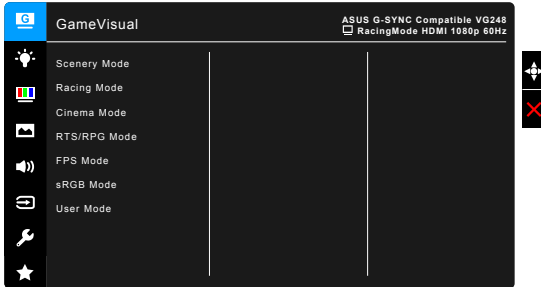 G
GameVisual
ASUS G-SYNC Compatible VG248
RacingMode HDMI 1080p 60Hz
Scenery Mode
Racing Mode
Cinema Mode
RTS/RPG Mode
FPS Mode
sRGB Mode
User Mode